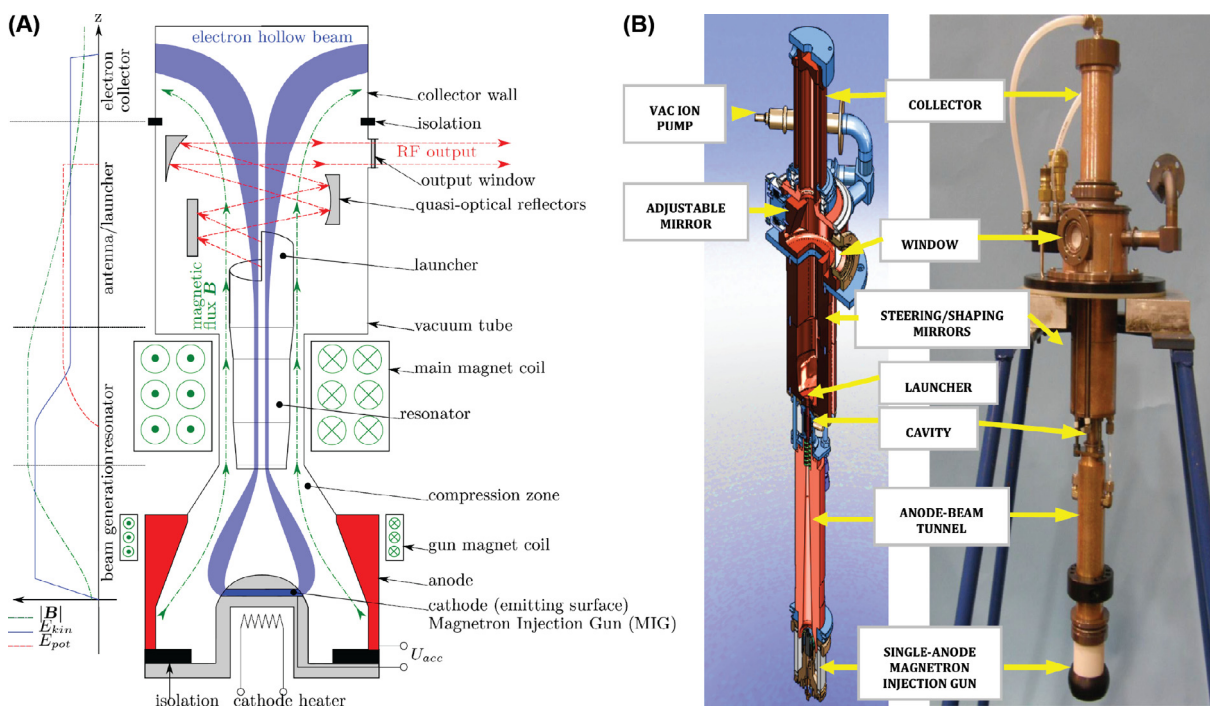 (A)
z
electron
collector
antenna/launcher
resonator
beam generation
|B|
E_kin
E_pot
electron hollow beam
collector wall
isolation
RF output
output window
quasi-optical reflectors
launcher
magnetic
flux B
vacuum tube
main magnet coil
resonator
compression zone
gun magnet coil
anode
cathode (emitting surface)
Magnetron Injection Gun (MIG)
U_acc
isolation
cathode heater
(B)
VAC ION
PUMP
COLLECTOR
ADJUSTABLE
MIRROR
WINDOW
STEERING/SHAPING
MIRRORS
LAUNCHER
CAVITY
ANODE-BEAM
TUNNEL
SINGLE-ANODE
MAGNETRON
INJECTION GUN